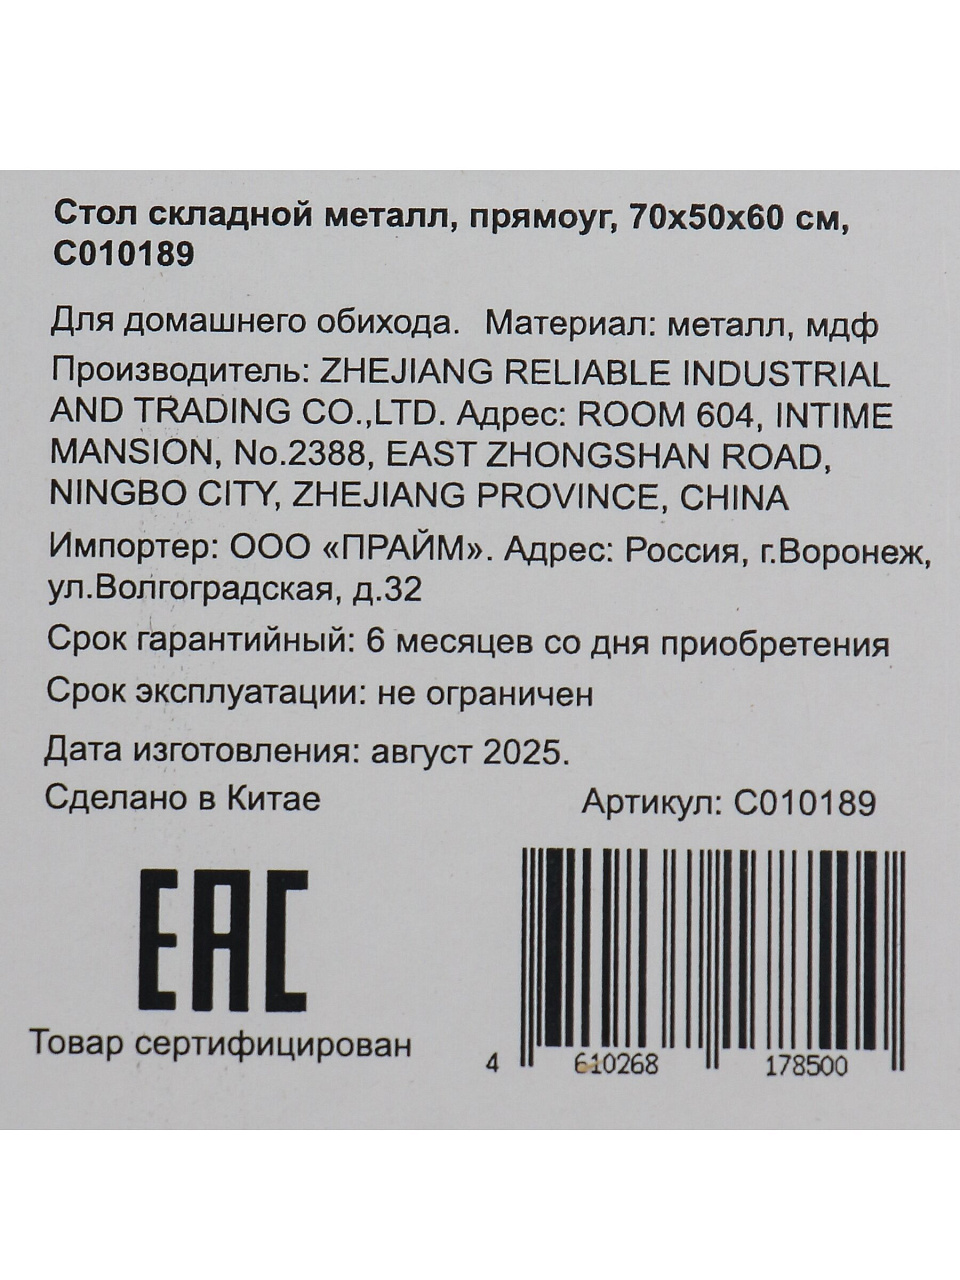 Стол складной металл, прямоуг, 70х50х60 см,
С010189
Для домашнего обихода. Материал: металл, мдф
Производитель: ZHEJIANG RELIABLE INDUSTRIAL
AND TRADING CO.,LTD. Адрес: ROOM 604, INTIME
MANSION, No.2388, EAST ZHONGSHAN ROAD,
NINGBO CITY, ZHEJIANG PROVINCE, CHINA
Импортер: ООО «ПРАЙМ». Адрес: Россия, г.Воронеж,
ул.Волгоградская, д.32
Срок гарантийный: 6 месяцев со дня приобретения
Срок эксплуатации: не ограничен
Дата изготовления: август 2025.
Сделано в Китае
Артикул: С010189
EAC
Товар сертифицирован
4 610268 178500